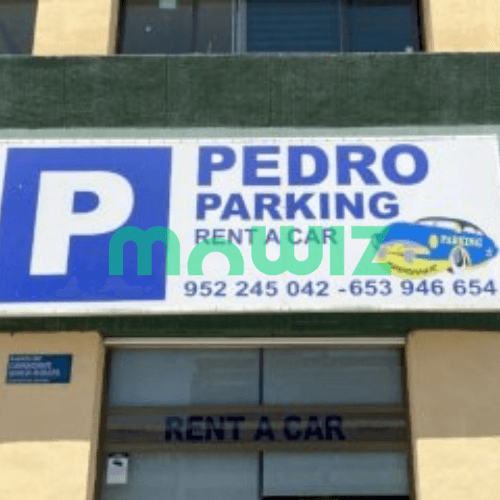 P
PEDRO
PARKING
RENT A CAR
PARKING
952 245 042 - 653 946 654
mowiz
RENT A CAR